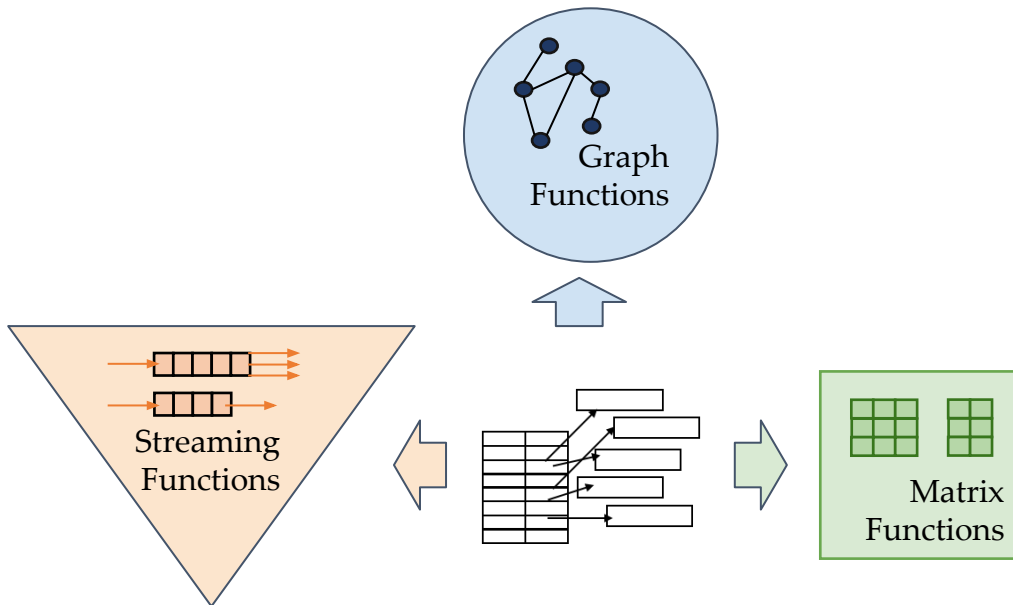 Graph
Functions
Streaming
Functions
Matrix
Functions